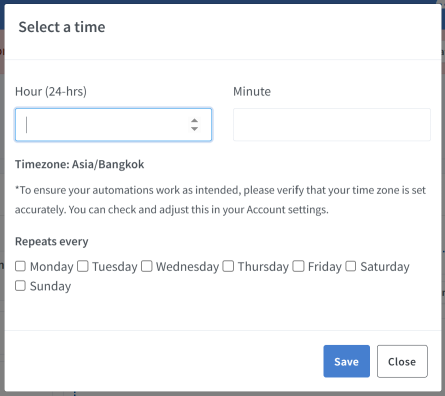 Select a time
Hour (24-hrs) Minute
Timezone: Asia/Bangkok
*To ensure your automations work as intended, please verify that your time zone is set
accurately. You can check and adjust this in your Account settings.
Repeats every
Monday Tuesday Wednesday Thursday Friday Saturday
Sunday
Save Close